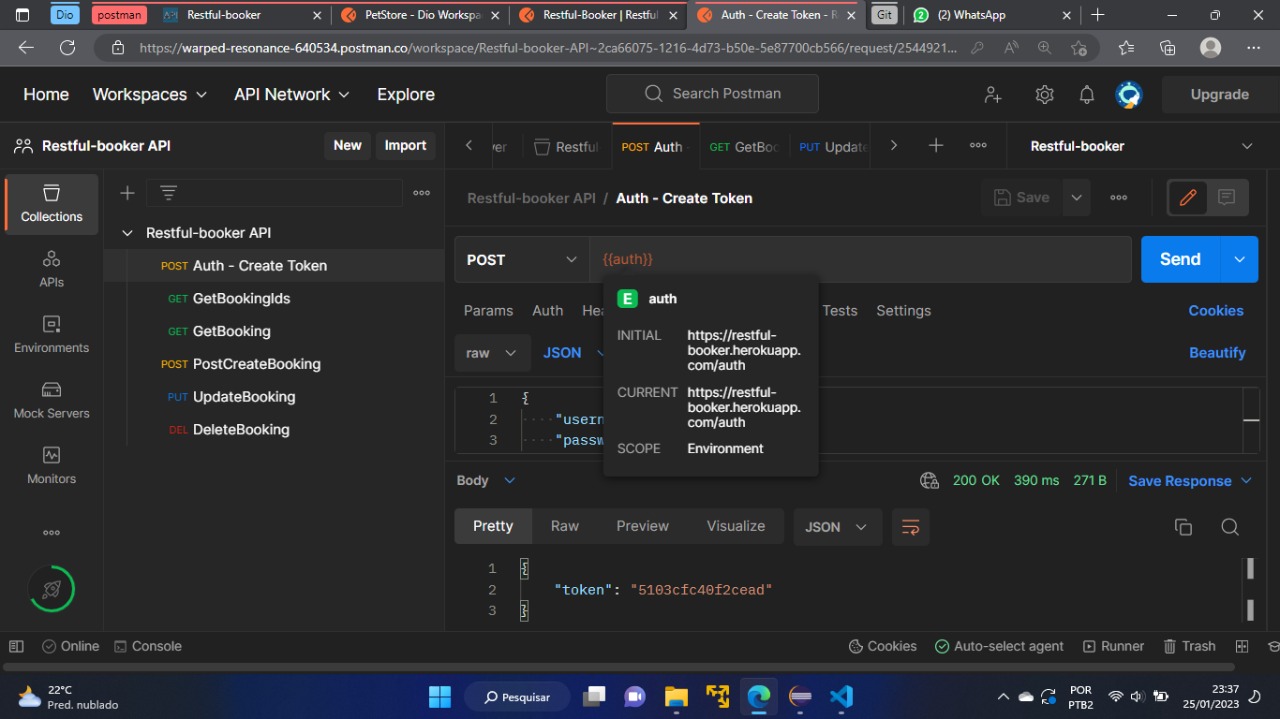 Dio
postman
API
Restful-booker
PetStore - Dio Workspa
Restful-Booker | Restful
Auth - Create Token - R
Git
2
(2) WhatsApp
https://warped-resonance-640534.postman.co/workspace/Restful-booker-API~2ca66075-1216-4d73-b50e-5e87700cb566/request/2544921...
Home
Workspaces
API Network
Explore
Search Postman
Upgrade
Restful-booker API
New
Import
ver
Restful
POST Auth -
GET GetBoo
PUT Update
Restful-booker
Collections
APIs
Environments
Mock Servers
Monitors
Restful-booker API
POST Auth - Create Token
GET GetBookingIds
GET GetBooking
POST PostCreateBooking
PUT UpdateBooking
DEL DeleteBooking
Restful-booker API / Auth - Create Token
Save
POST
{{auth}}
Send
Params
Auth
Hea
Tests
Settings
Cookies
E auth
INITIAL
https://restful-
booker.herokuapp.
com/auth
CURRENT
https://restful-
booker.herokuapp.
com/auth
SCOPE
Environment
raw
JSON
Beautify
1 {
2 "usern
3 "passw
Body
200 OK
390 ms
271 B
Save Response
Pretty
Raw
Preview
Visualize
JSON
1 {
2 "token": "5103cfc40f2cead"
3 }
Online
Console
Cookies
Auto-select agent
Runner
Trash
22°C
Pred. nublado
Pesquisar
POR
PTB2
23:37
25/01/2023